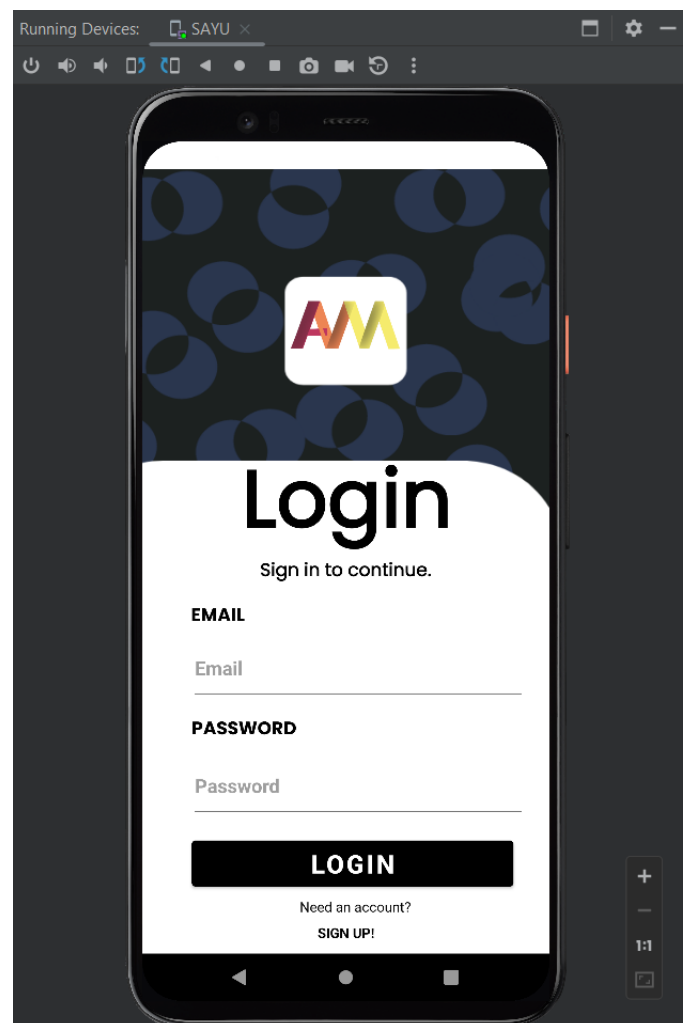 Running Devices: SAYU
AM
Login
Sign in to continue.
EMAIL
Email
PASSWORD
Password
LOGIN
Need an account?
SIGN UP!
1:1